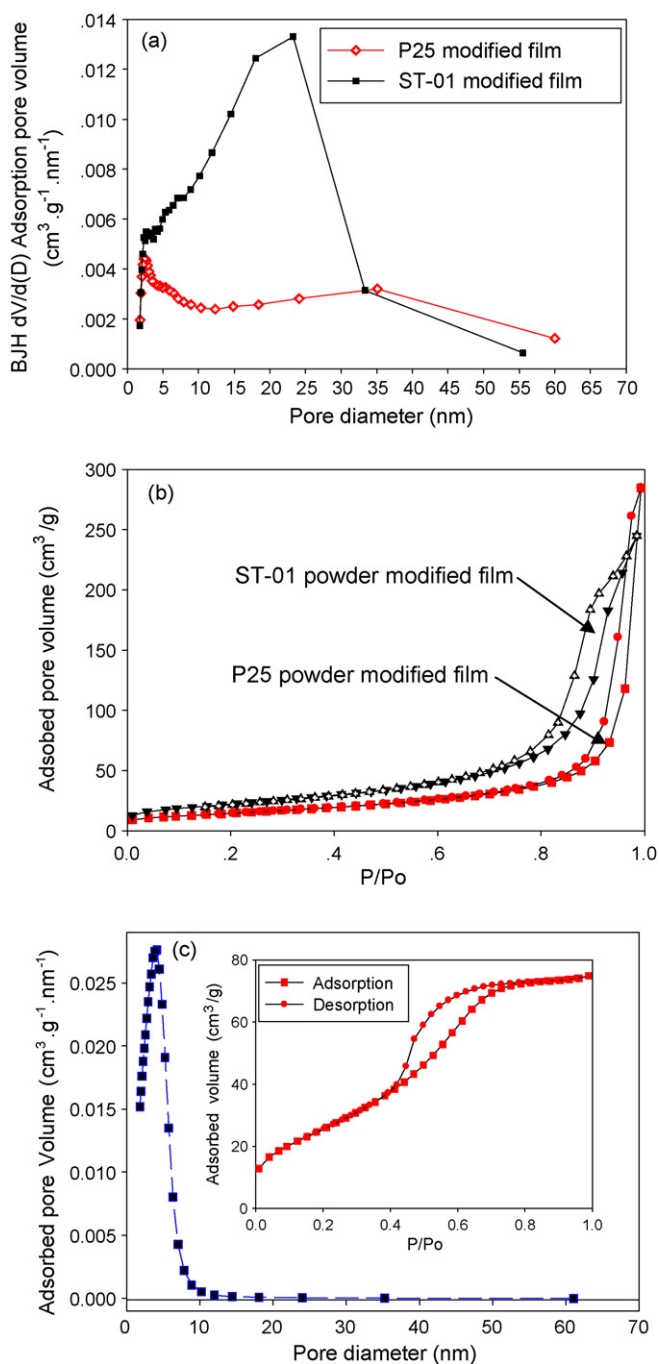 (a)
P25 modified film
ST-01 modified film
BJH dV/d(D) Adsorption pore volume
(cm³.g⁻¹.nm⁻¹)
.014
.012
.010
.008
.006
.004
.002
0.000
0 5 10 15 20 25 30 35 40 45 50 55 60 65 70
Pore diameter (nm)
(b)
ST-01 powder modified film
P25 powder modified film
Adsobed pore volume (cm³/g)
300
250
200
150
100
50
0
0.0 .2 .4 .6 .8 1.0
P/Po
(c)
Adsorbed pore Volume (cm³.g⁻¹.nm⁻¹)
0.025
0.020
0.015
0.010
0.005
0.000
0 10 20 30 40 50 60 70
Pore diameter (nm)
Adsorption
Desorption
Adsorbed volume (cm³/g)
80
60
40
20
0
0.0 0.2 0.4 0.6 0.8 1.0
P/Po